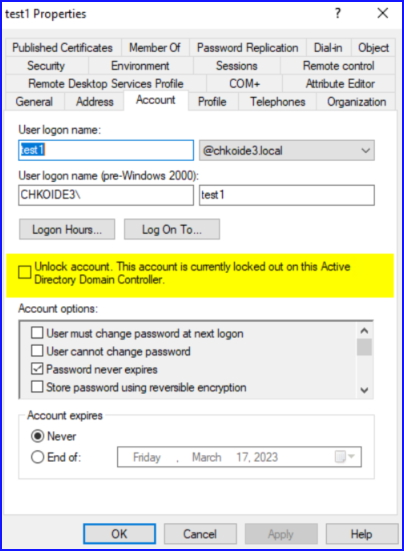 test1 Properties
Published Certificates Member Of Password Replication Dial-in Object
Security Environment Sessions Remote control
Remote Desktop Services Profile COM+ Attribute Editor
General Address Account Profile Telephones Organization
User logon name:
test1 @chkoide3.local
User logon name (pre-Windows 2000):
CHKOIDE3\ test1
Logon Hours... Log On To...
Unlock account. This account is currently locked out on this Active
Directory Domain Controller.
Account options:
User must change password at next logon
User cannot change password
Password never expires
Store password using reversible encryption
Account expires
Never
End of: Friday , March 17, 2023
OK Cancel Apply Help